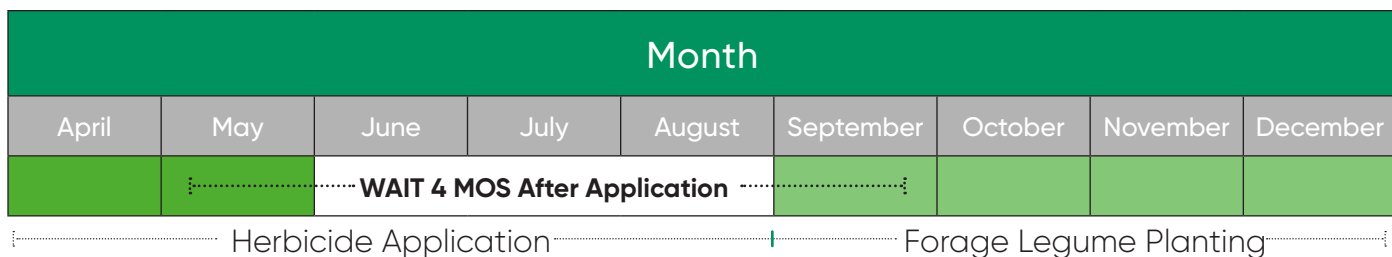 Month
April May June July August September October November December
WAIT 4 MOS After Application
Herbicide Application Forage Legume Planting